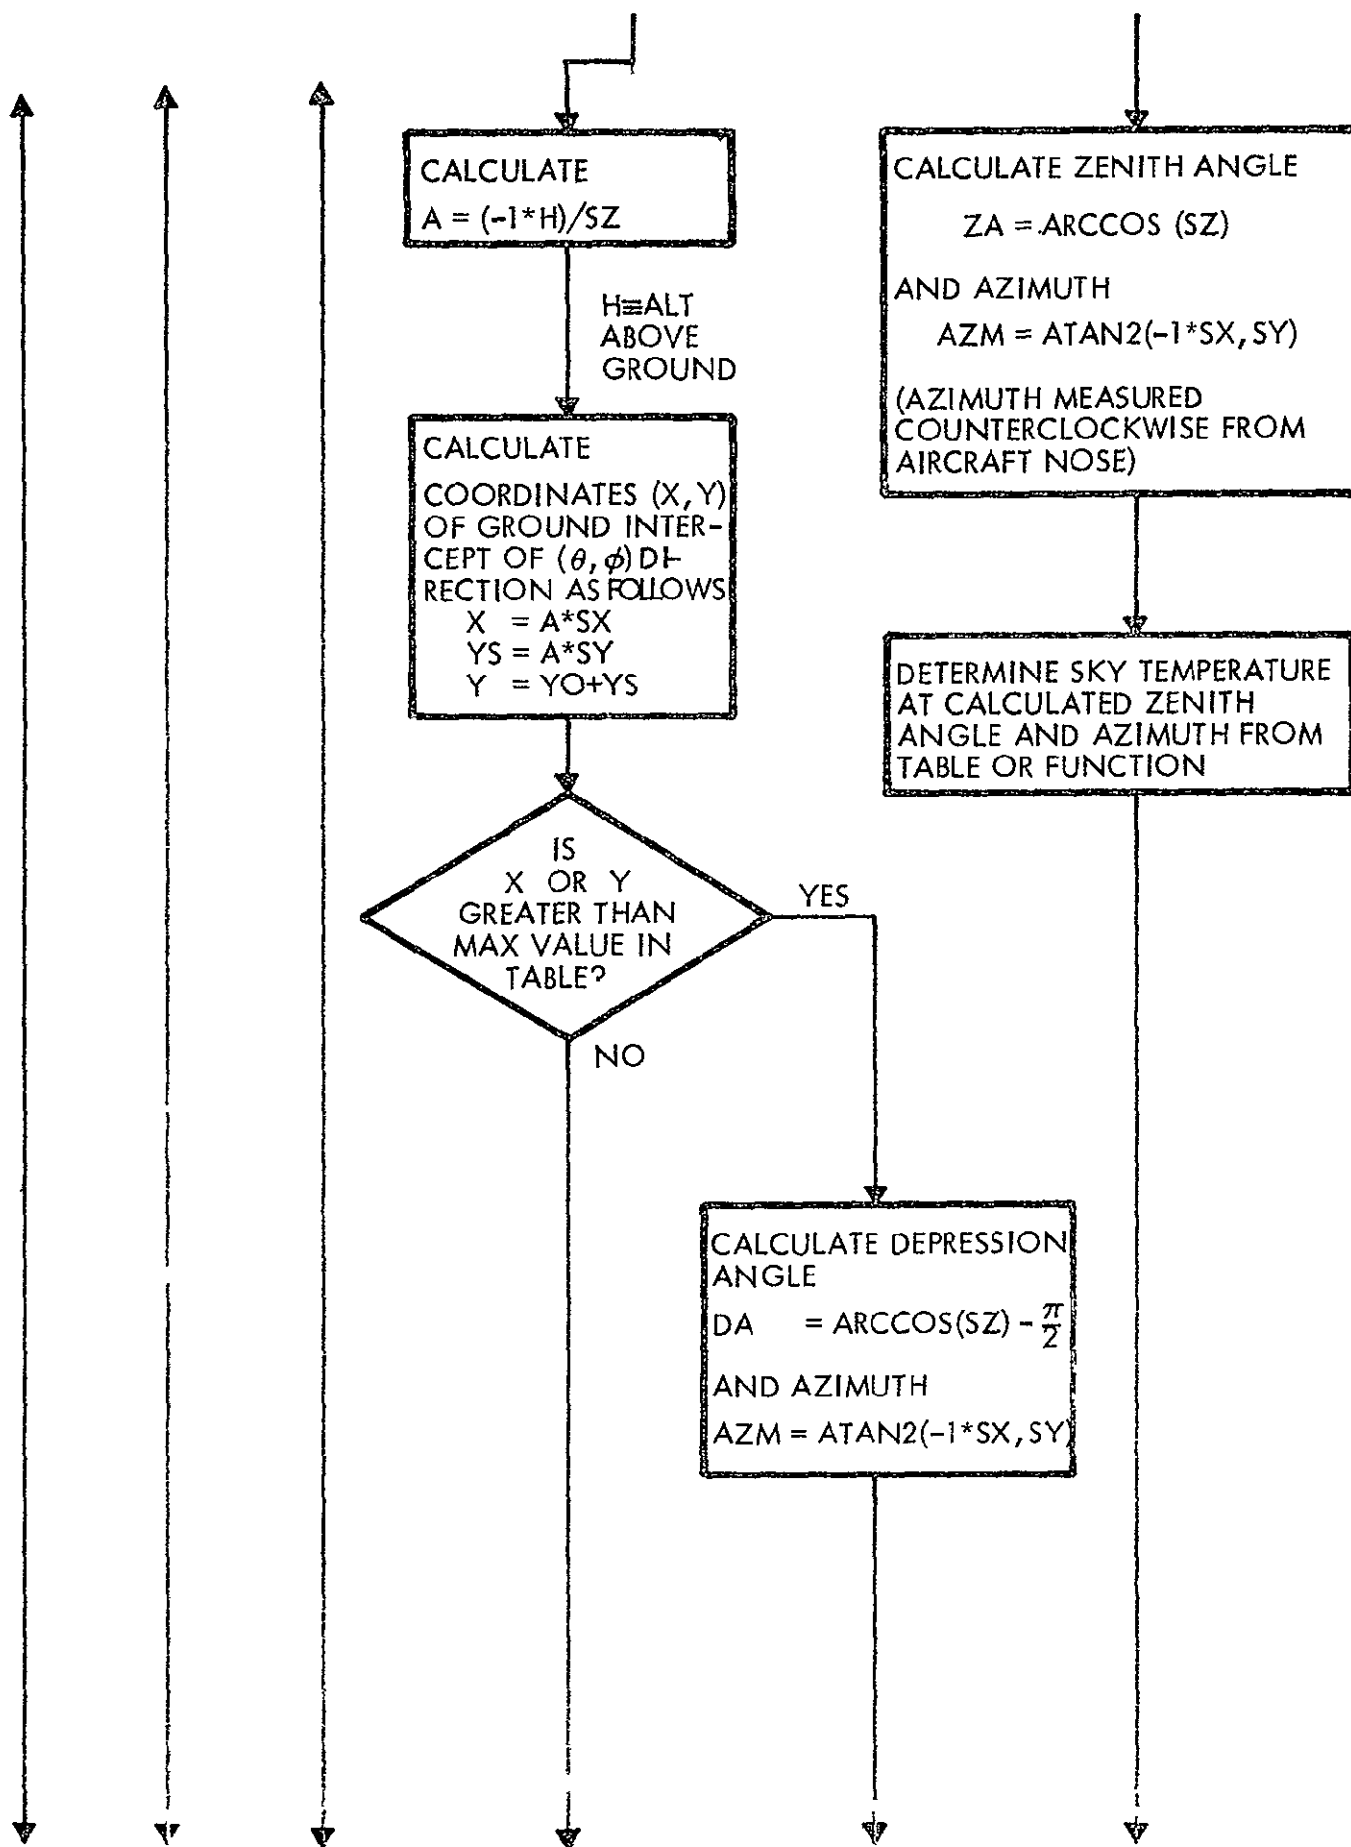 CALCULATE
A = (-1*H)/SZ
H≡ALT
ABOVE
GROUND
CALCULATE
COORDINATES (X,Y)
OF GROUND INTER-
CEPT OF (θ, ϕ) DI-
RECTION AS FOLLOWS
X = A*SX
YS = A*SY
Y = YO+YS
IS
X OR Y
GREATER THAN
MAX VALUE IN
TABLE?
YES
NO
CALCULATE DEPRESSION
ANGLE
DA = ARCCOS(SZ) - π/2
AND AZIMUTH
AZM = ATAN2(-1*SX, SY)
CALCULATE ZENITH ANGLE
ZA = ARCCOS (SZ)
AND AZIMUTH
AZM = ATAN2(-1*SX, SY)
(AZIMUTH MEASURED
COUNTERCLOCKWISE FROM
AIRCRAFT NOSE)
DETERMINE SKY TEMPERATURE
AT CALCULATED ZENITH
ANGLE AND AZIMUTH FROM
TABLE OR FUNCTION